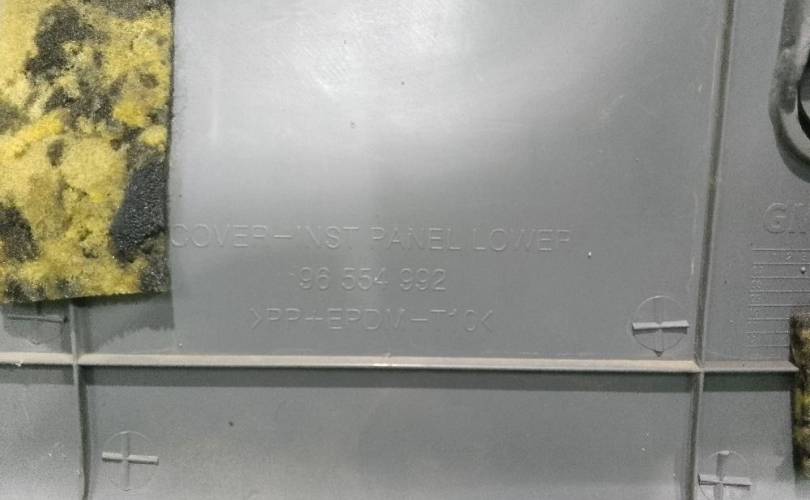 COVER-INST PANEL LOWER
96 554 992
>PP+EPDM-T10<